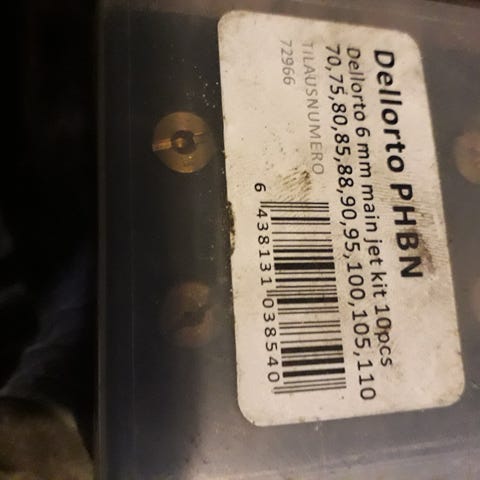 Dellorto PHBN
Dellorto 6 mm main jet kit 10pcs
70,75,80,85,88,90,95,100,105,110
TILAUSNUMERO
72966
6 438131 038540